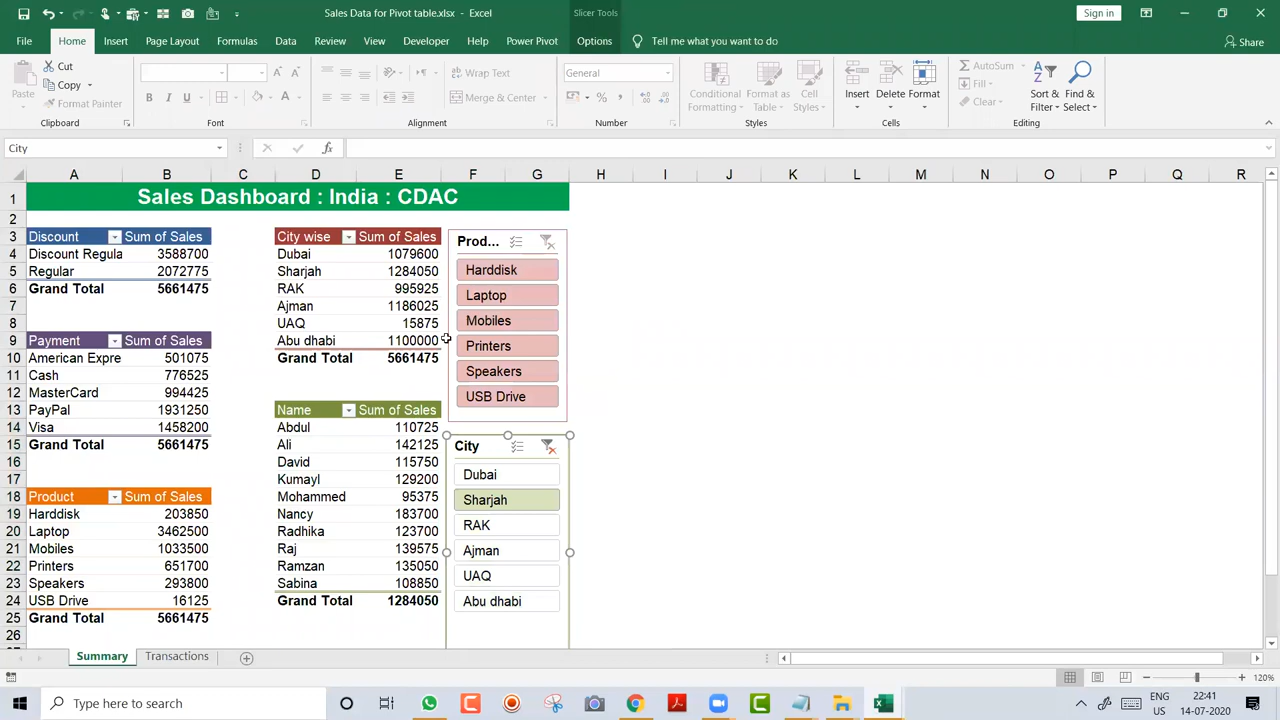 Sales Data for Pivot table.xlsx - Excel
Slicer Tools
Sign in
File Home Insert Page Layout Formulas Data Review View Developer Help Power Pivot Options Tell me what you want to do Share
Cut
Copy
Format Painter
Paste
Clipboard
Font
Wrap Text
Merge & Center
Alignment
General
Number
Conditional Formatting
Format as Table
Cell Styles
Styles
Insert
Delete
Format
Cells
AutoSum
Fill
Clear
Sort & Filter
Find & Select
Editing
City
fx
A B C D E F G H I J K L M N O P Q R
1 Sales Dashboard : India : CDAC
2
3 Discount Sum of Sales City wise Sum of Sales
4 Discount Regula 3588700 Dubai 1079600
5 Regular 2072775 Sharjah 1284050
6 Grand Total 5661475 RAK 995925
7 Ajman 1186025
8 UAQ 15875
9 Payment Sum of Sales Abu dhabi 1100000
10 American Expre 501075 Grand Total 5661475
11 Cash 776525
12 MasterCard 994425
13 PayPal 1931250 Name Sum of Sales
14 Visa 1458200 Abdul 110725
15 Grand Total 5661475 Ali 142125
16 David 115750
17 Kumayl 129200
18 Product Sum of Sales Mohammed 95375
19 Harddisk 203850 Nancy 183700
20 Laptop 3462500 Radhika 123700
21 Mobiles 1033500 Raj 139575
22 Printers 651700 Ramzan 135050
23 Speakers 293800 Sabina 108850
24 USB Drive 16125 Grand Total 1284050
25 Grand Total 5661475
26
Prod...
Harddisk
Laptop
Mobiles
Printers
Speakers
USB Drive
City
Dubai
Sharjah
RAK
Ajman
UAQ
Abu dhabi
Summary Transactions
120%
Type here to search
ENG
US
22:41
14-07-2020